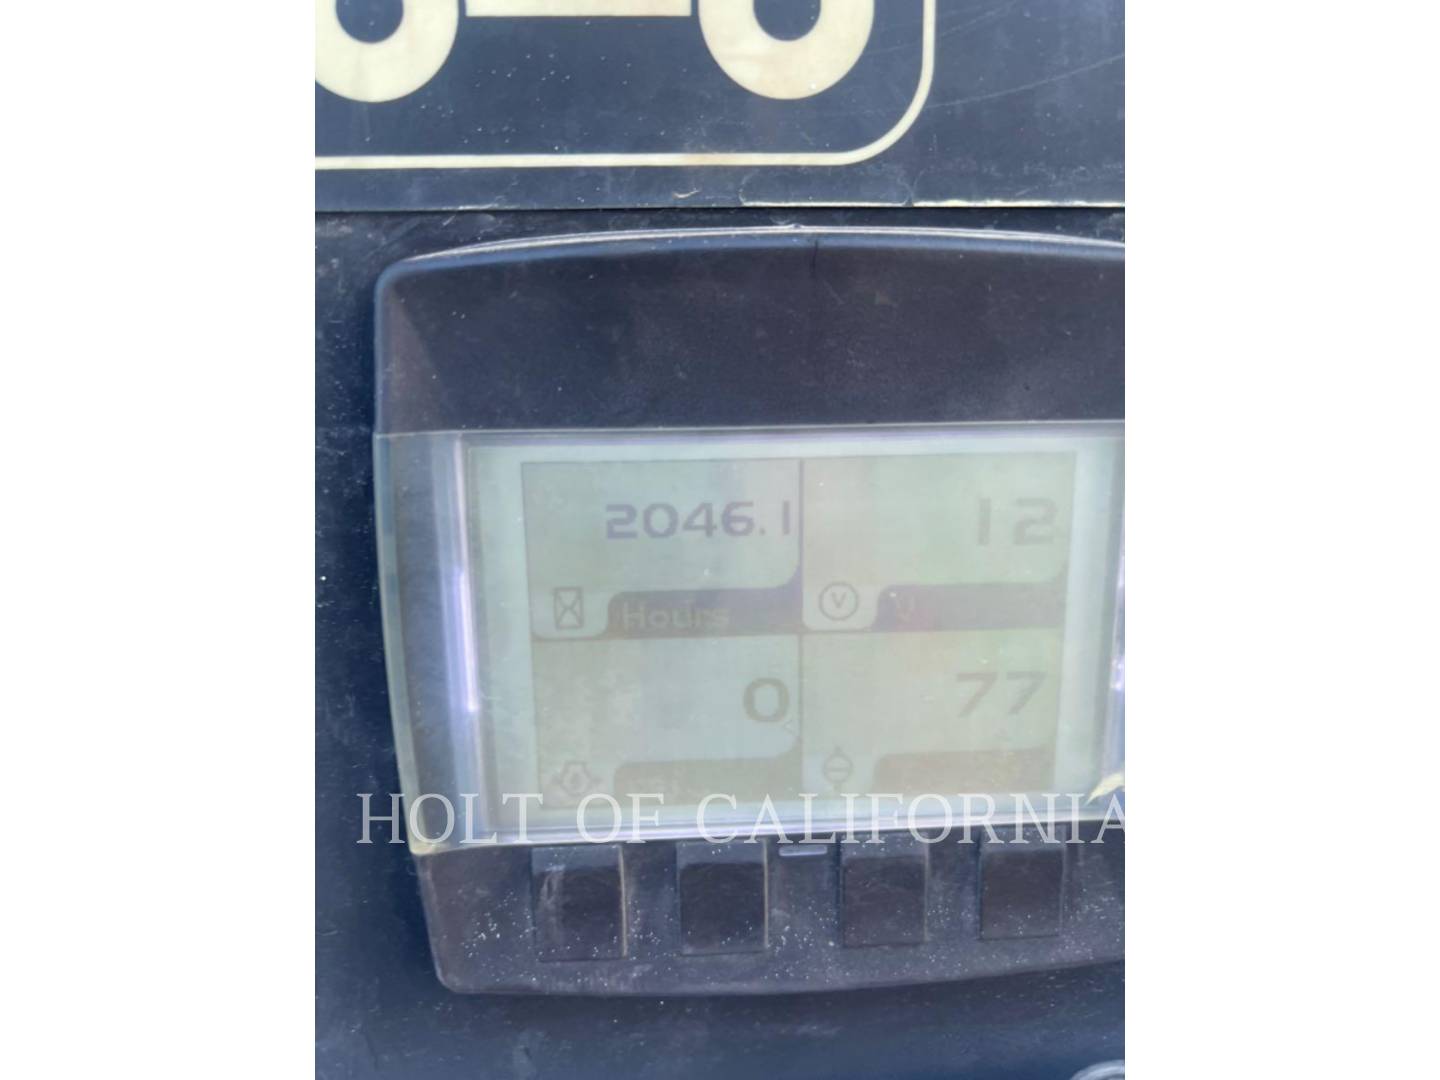 2046.1
12
Hours
V
V
0
77
HOLT OF CALIFORNIA